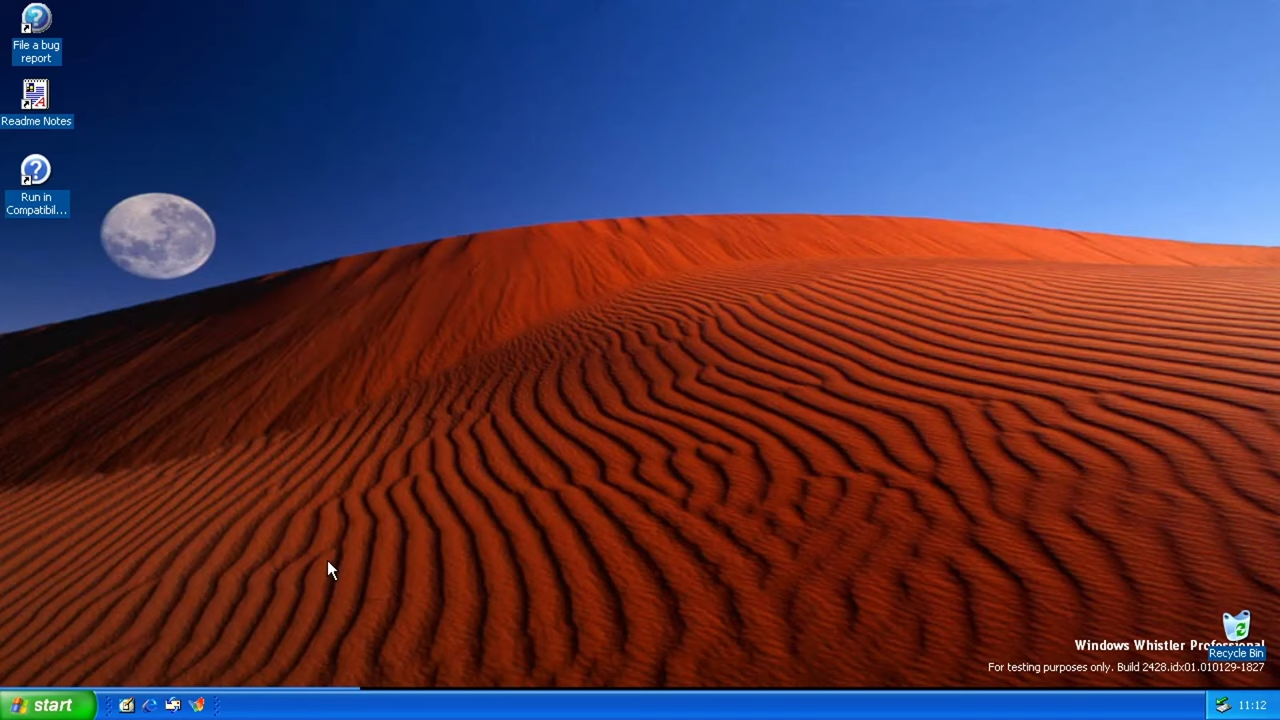 File a bug
report
Readme Notes
Run in
Compatibil...
Windows Whistler Professional
Recycle Bin
For testing purposes only. Build 2428.idx01.010129-1827
start
11:12